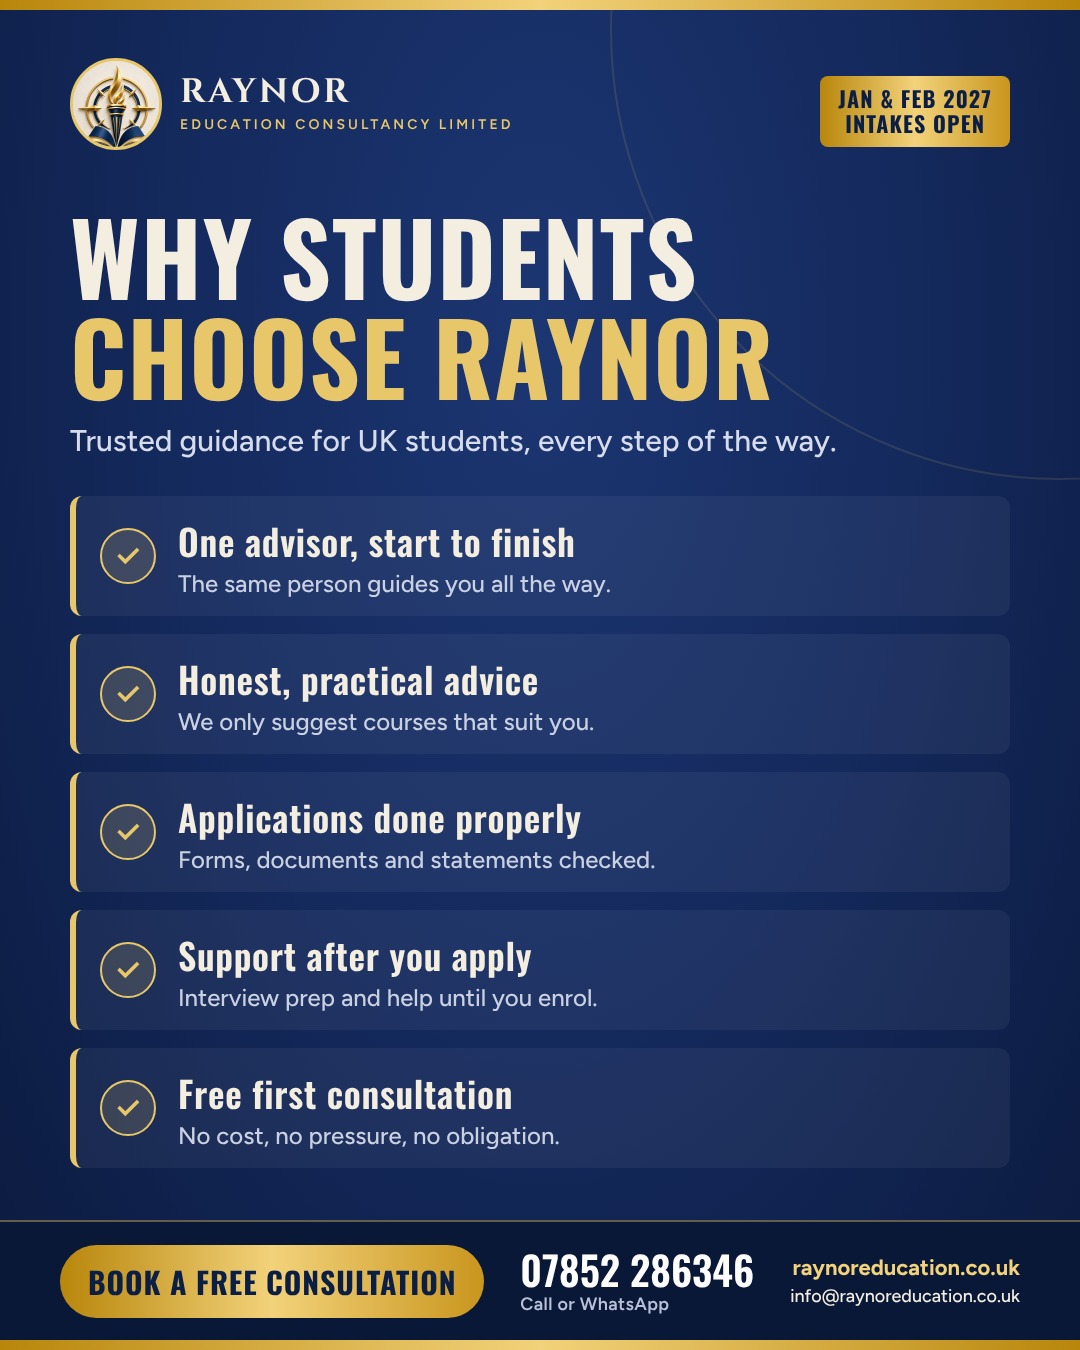 RAYNOR
EDUCATION CONSULTANCY LIMITED
JAN & FEB 2027
INTAKES OPEN
WHY STUDENTS
CHOOSE RAYNOR
Trusted guidance for UK students, every step of the way.
One advisor, start to finish
The same person guides you all the way.
Honest, practical advice
We only suggest courses that suit you.
Applications done properly
Forms, documents and statements checked.
Support after you apply
Interview prep and help until you enrol.
Free first consultation
No cost, no pressure, no obligation.
BOOK A FREE CONSULTATION
07852 286346
Call or WhatsApp
raynoreducation.co.uk
info@raynoreducation.co.uk